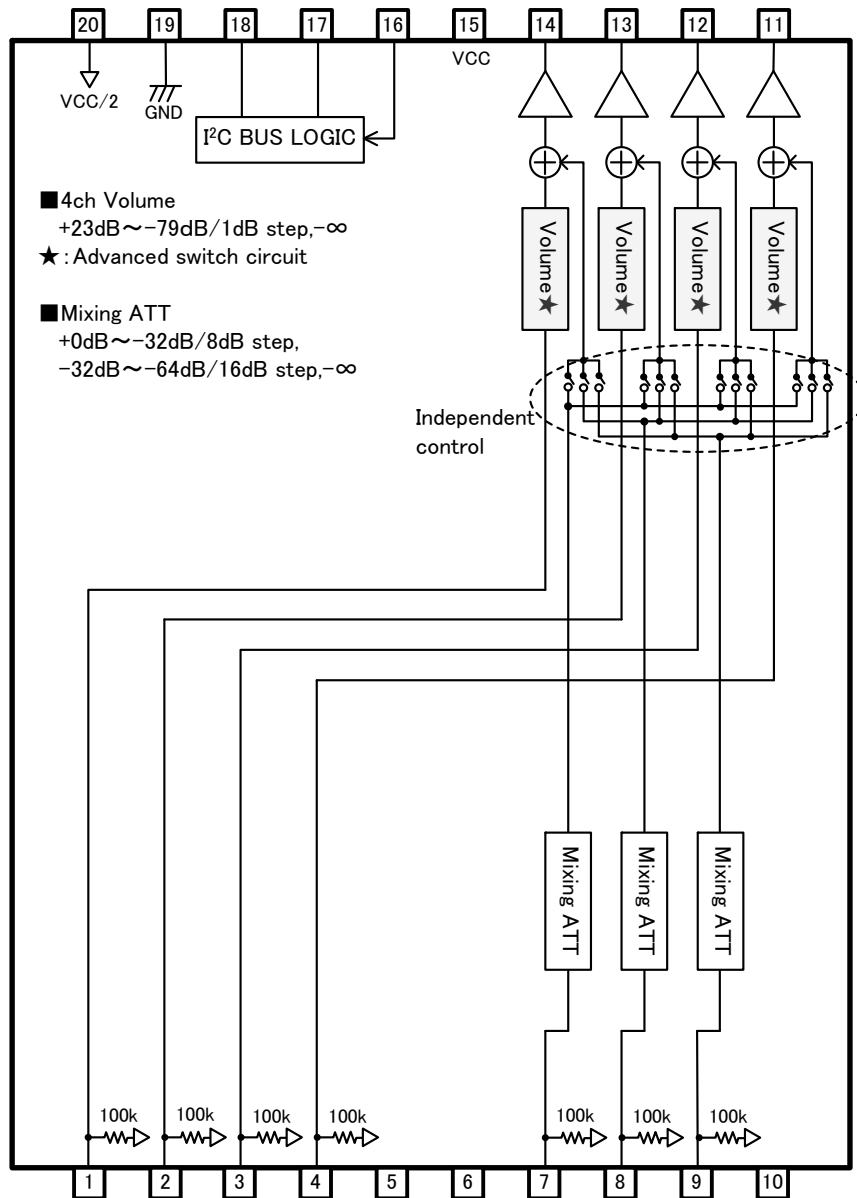 20 19 18 17 16 15 14 13 12 11
VCC
VCC/2
GND
I²C BUS LOGIC
■4ch Volume
+23dB～-79dB/1dB step,-∞
★:Advanced switch circuit
Volume★ Volume★ Volume★ Volume★
■Mixing ATT
+0dB～-32dB/8dB step,
-32dB～-64dB/16dB step,-∞
Independent
control
Mixing ATT Mixing ATT Mixing ATT
100k 100k 100k 100k 100k 100k 100k
1 2 3 4 5 6 7 8 9 10